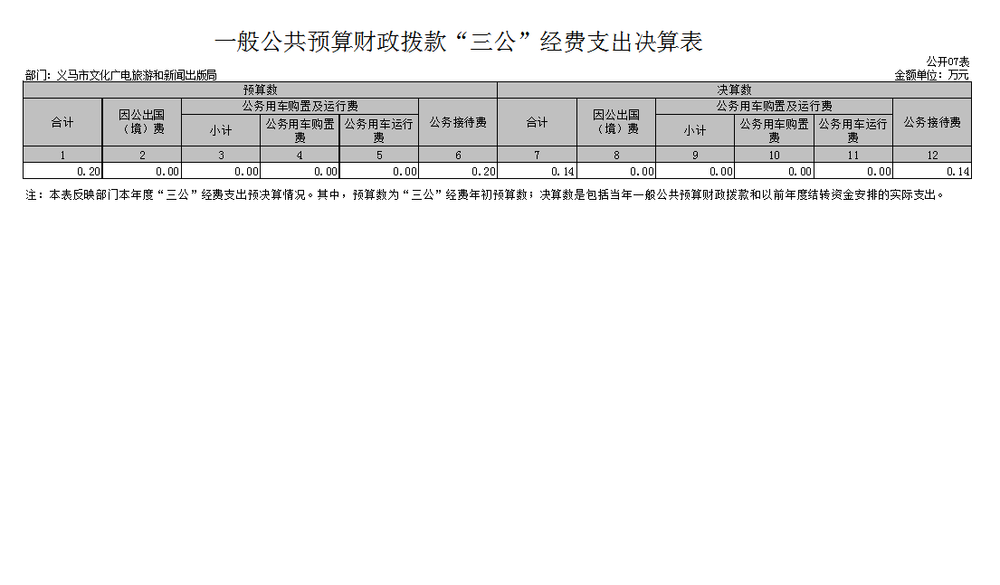 一般公共预算财政拨款“三公”经费支出决算表
公开07表
部门：义马市文化广电旅游和新闻出版局 金额单位：万元
预算数 决算数
合计 因公出国（境）费 公务用车购置及运行费 公务接待费 合计 因公出国（境）费 公务用车购置及运行费 公务接待费
小计 公务用车购置费 公务用车运行费 小计 公务用车购置费 公务用车运行费
1 2 3 4 5 6 7 8 9 10 11 12
0.20 0.00 0.00 0.00 0.00 0.20 0.14 0.00 0.00 0.00 0.00 0.14
注：本表反映部门本年度“三公”经费支出预决算情况。其中，预算数为“三公”经费年初预算数；决算数是包括当年一般公共预算财政拨款和以前年度结转资金安排的实际支出。